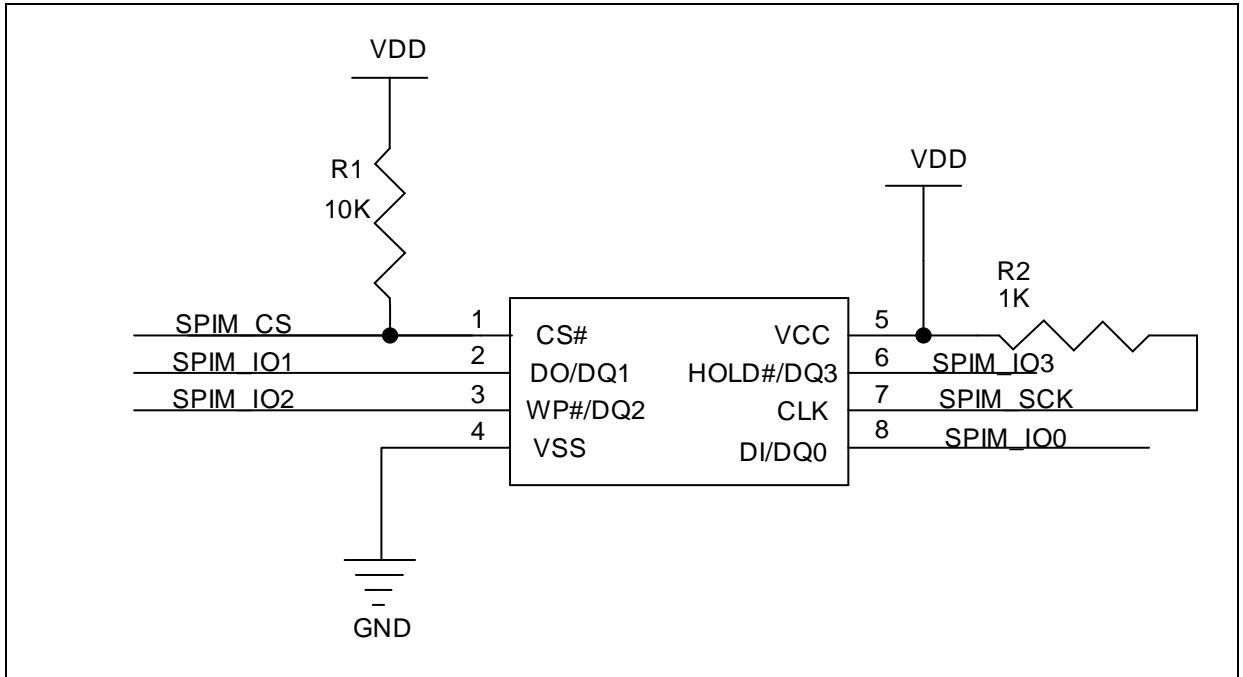 VDD
R1
10K
VDD
R2
1K
SPIM_CS 1 CS# VCC 5
SPIM_IO1 2 DO/DQ1 HOLD#/DQ3 6 SPIM_IO3
SPIM_IO2 3 WP#/DQ2 CLK 7 SPIM_SCK
4 VSS DI/DQ0 8 SPIM_IO0
GND